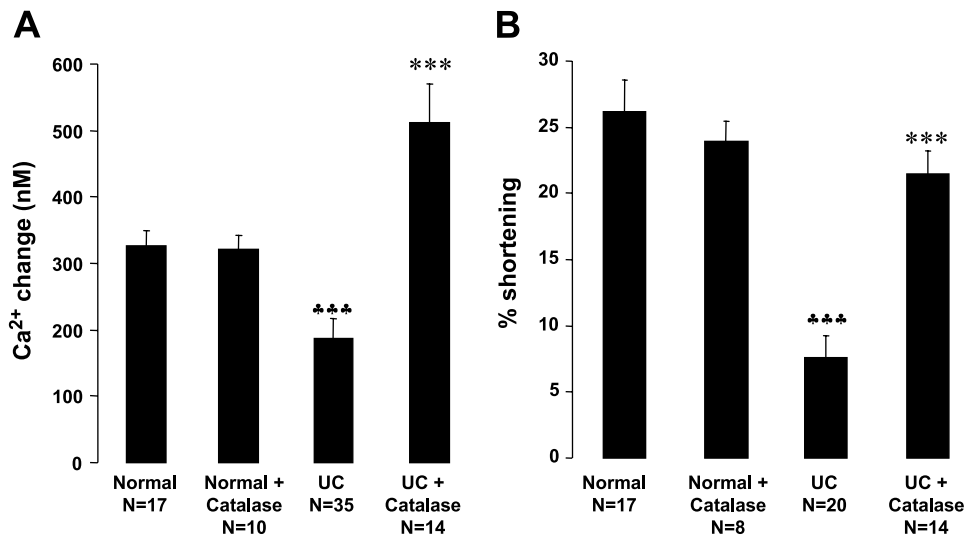 A
Ca2+ change (nM)
600
500
400
300
200
100
0
***
♣♣♣
Normal
N=17
Normal +
Catalase
N=10
UC
N=35
UC +
Catalase
N=14
B
% shortening
30
25
20
15
10
5
0
***
♣♣♣
Normal
N=17
Normal +
Catalase
N=8
UC
N=20
UC +
Catalase
N=14